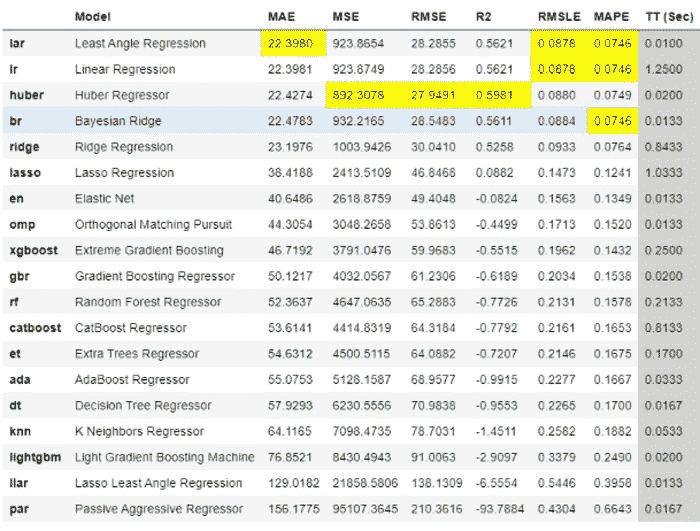 Model MAE MSE RMSE R2 RMSLE MAPE TT (Sec)
lar Least Angle Regression 22.3980 923.8654 28.2855 0.5621 0.0878 0.0746 0.0100
lr Linear Regression 22.3981 923.8749 28.2856 0.5621 0.0878 0.0746 1.2500
huber Huber Regressor 22.4274 892.3078 27.9491 0.5981 0.0880 0.0749 0.0200
br Bayesian Ridge 22.4783 932.2165 28.5483 0.5611 0.0884 0.0746 0.0133
ridge Ridge Regression 23.1976 1003.9426 30.0410 0.5258 0.0933 0.0764 0.8433
lasso Lasso Regression 38.4188 2413.5109 46.8468 0.0882 0.1473 0.1241 1.0333
en Elastic Net 40.6486 2618.8759 49.4048 -0.0824 0.1563 0.1349 0.0133
omp Orthogonal Matching Pursuit 44.3054 3048.2658 53.8613 -0.4499 0.1713 0.1520 0.0133
xgboost Extreme Gradient Boosting 46.7192 3791.0476 59.9683 -0.5515 0.1962 0.1432 0.2500
gbr Gradient Boosting Regressor 50.1217 4032.0567 61.2306 -0.6189 0.2034 0.1538 0.0200
rf Random Forest Regressor 52.3637 4647.0635 65.2883 -0.7726 0.2131 0.1578 0.2133
catboost CatBoost Regressor 53.6141 4414.8319 64.3184 -0.7792 0.2161 0.1653 0.8133
et Extra Trees Regressor 54.6312 4500.5115 64.0882 -0.7207 0.2146 0.1675 0.1700
ada AdaBoost Regressor 55.0753 5128.1587 68.9577 -0.9915 0.2277 0.1667 0.0333
dt Decision Tree Regressor 57.9293 6230.5556 70.9838 -0.9553 0.2265 0.1700 0.0167
knn K Neighbors Regressor 64.1165 7098.4735 78.7031 -1.4511 0.2582 0.1882 0.0533
lightgbm Light Gradient Boosting Machine 76.8521 8430.4943 91.0063 -2.9097 0.3379 0.2490 0.0200
llar Lasso Least Angle Regression 129.0182 21858.5806 138.1309 -6.5554 0.5446 0.3958 0.0133
par Passive Aggressive Regressor 156.1775 95107.3645 210.3616 -93.7884 0.4304 0.6643 0.0167